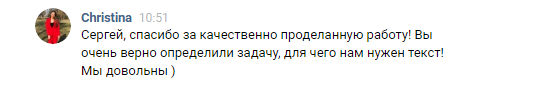 Christina 10:51
Сергей, спасибо за качественно проделанную работу! Вы
очень верно определили задачу, для чего нам нужен текст!
Мы довольны )